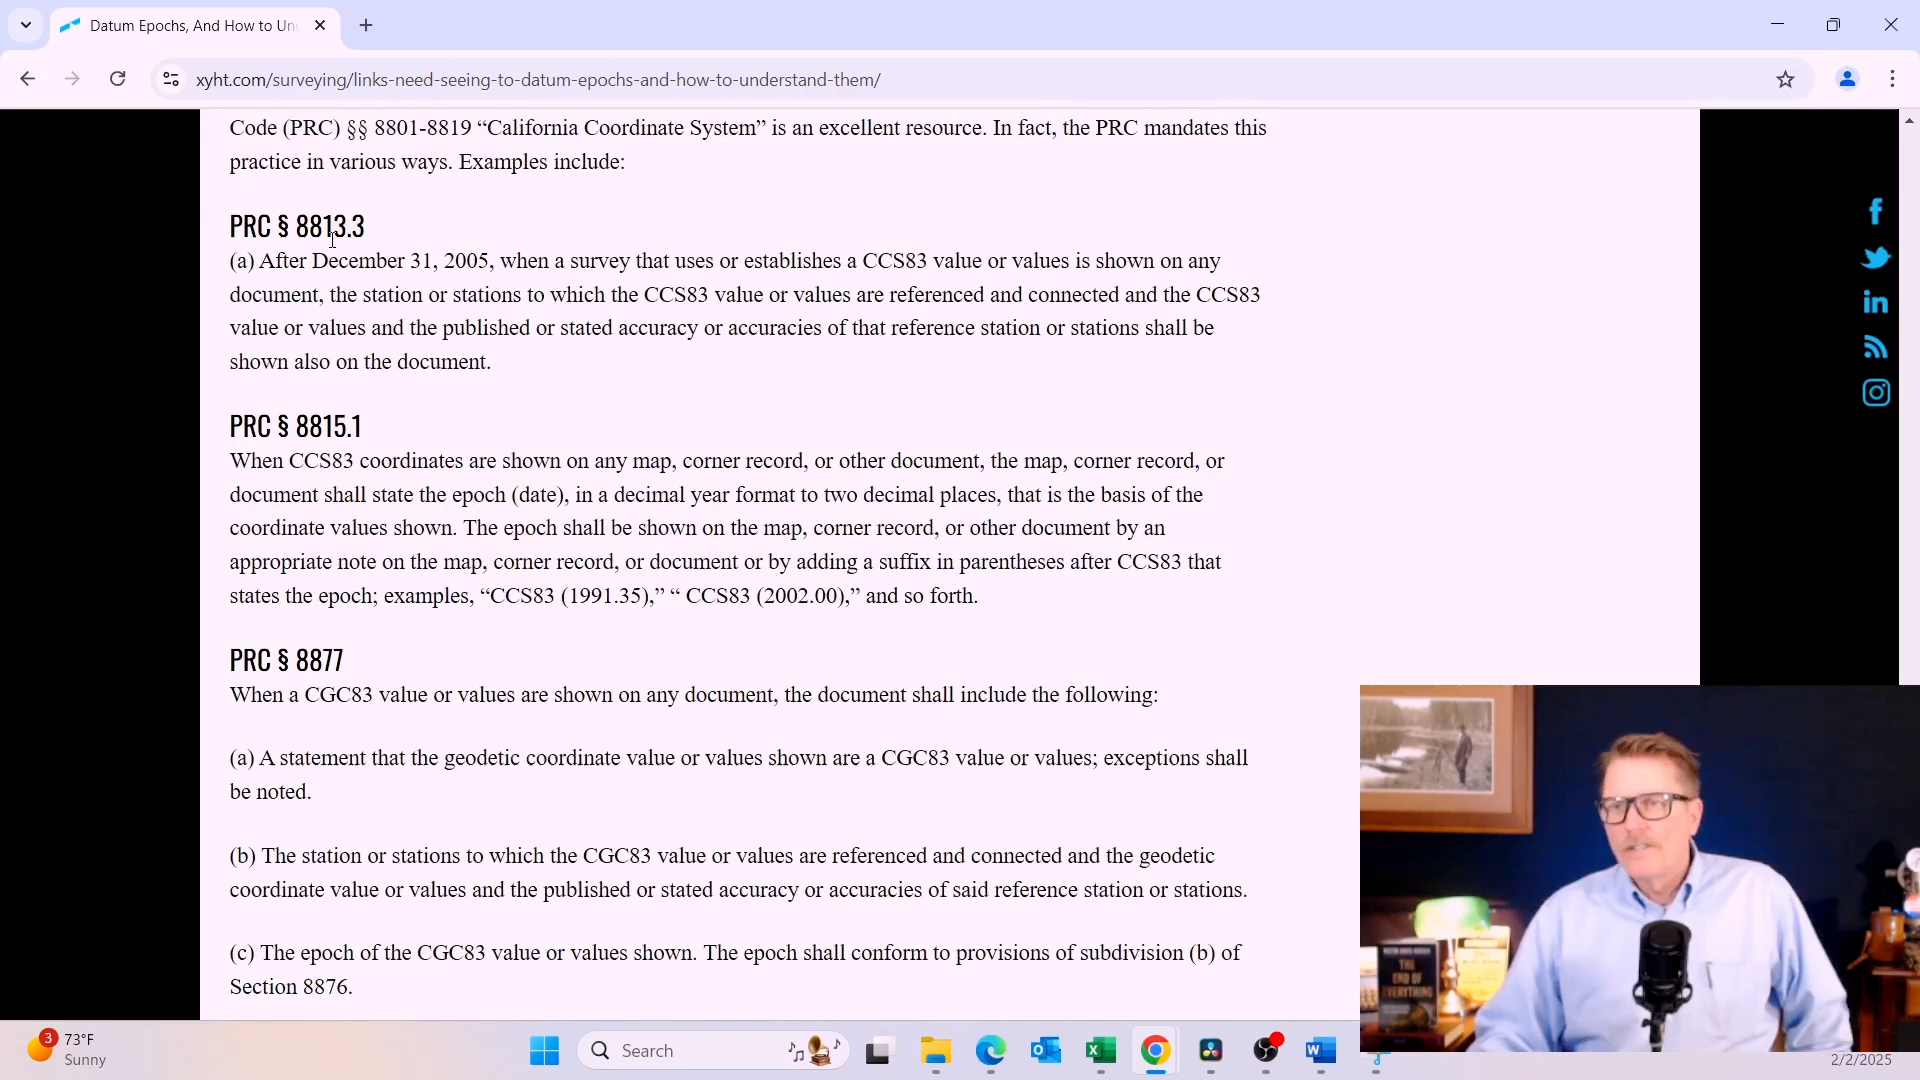 Datum Epochs, And How to Un
xyht.com/surveying/links-need-seeing-to-datum-epochs-and-how-to-understand-them/
Code (PRC) §§ 8801-8819 “California Coordinate System” is an excellent resource. In fact, the PRC mandates this
practice in various ways. Examples include:
PRC § 8813.3
(a) After December 31, 2005, when a survey that uses or establishes a CCS83 value or values is shown on any
document, the station or stations to which the CCS83 value or values are referenced and connected and the CCS83
value or values and the published or stated accuracy or accuracies of that reference station or stations shall be
shown also on the document.
PRC § 8815.1
When CCS83 coordinates are shown on any map, corner record, or other document, the map, corner record, or
document shall state the epoch (date), in a decimal year format to two decimal places, that is the basis of the
coordinate values shown. The epoch shall be shown on the map, corner record, or other document by an
appropriate note on the map, corner record, or document or by adding a suffix in parentheses after CCS83 that
states the epoch; examples, “CCS83 (1991.35),” “ CCS83 (2002.00),” and so forth.
PRC § 8877
When a CGC83 value or values are shown on any document, the document shall include the following:
(a) A statement that the geodetic coordinate value or values shown are a CGC83 value or values; exceptions shall
be noted.
(b) The station or stations to which the CGC83 value or values are referenced and connected and the geodetic
coordinate value or values and the published or stated accuracy or accuracies of said reference station or stations.
(c) The epoch of the CGC83 value or values shown. The epoch shall conform to provisions of subdivision (b) of
Section 8876.
THE
END OF
EVERYTHING
3
73°F
Sunny
Search
2/2/2025